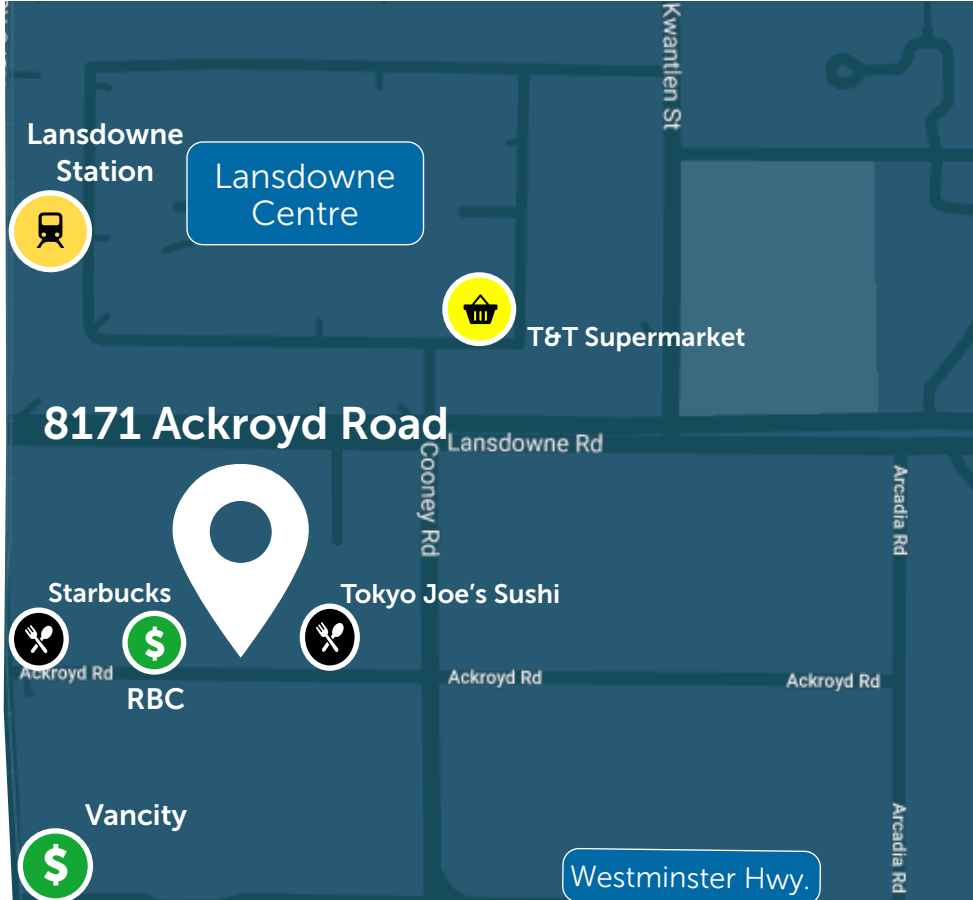 Kwantlen St
Lansdowne
Station
Lansdowne
Centre
T&T Supermarket
8171 Ackroyd Road
Lansdowne Rd
Cooney Rd
Arcadia Rd
Starbucks
Tokyo Joe's Sushi
$
Ackroyd Rd
Ackroyd Rd
Ackroyd Rd
RBC
Vancity
$
Arcadia Rd
Westminster Hwy.